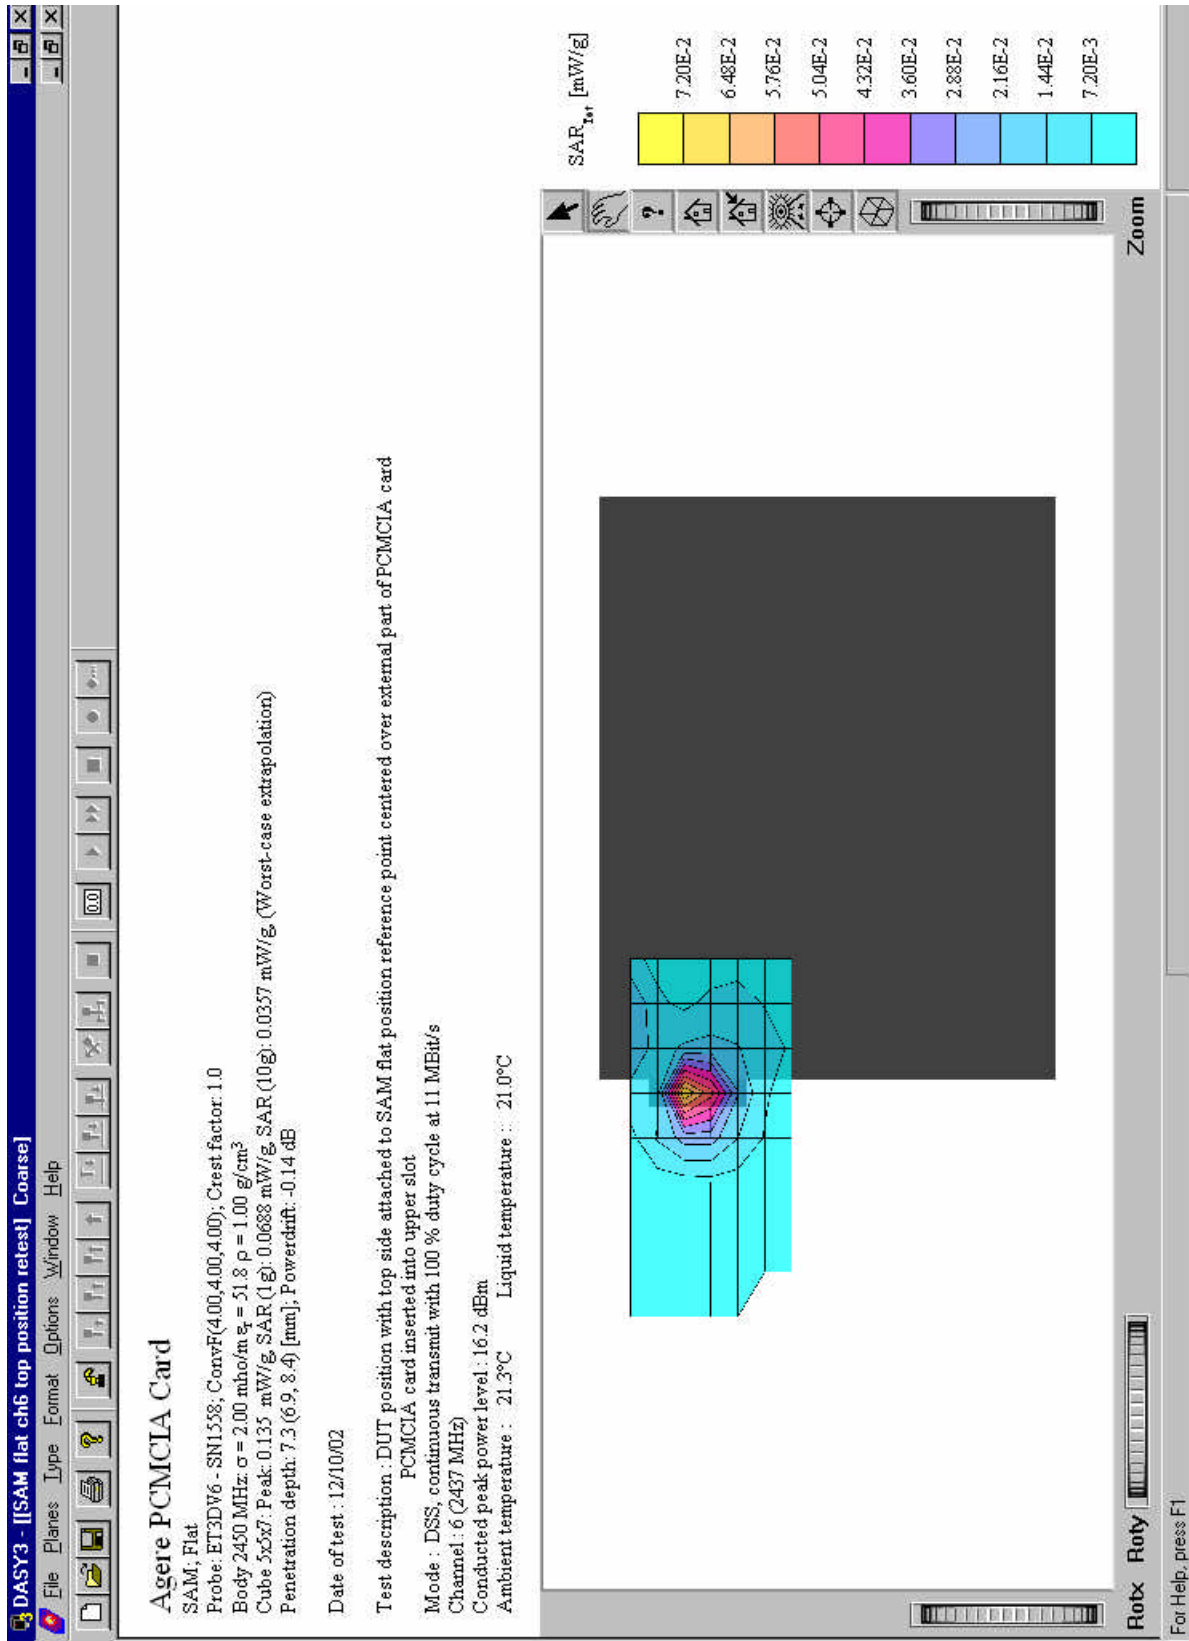 DASY3 - [[SAM flat ch6 top position retest] Coarse]
File Planes Type Format Options Window Help
0.0
Agere PCMCIA Card
SAM; Flat
Probe: ET3DV6 - SN1558; ConvF(4.00,4.00,4.00); Crest factor: 1.0
Body 2450 MHz: σ = 2.00 mho/m εr = 51.8 ρ = 1.00 g/cm³
Cube 5x5x7: Peak: 0.135 mW/g, SAR (1g): 0.0688 mW/g, SAR (10g): 0.0357 mW/g, (Worst-case extrapolation)
Penetration depth: 7.3 (6.9, 8.4) [mm]; Powerdrift: -0.14 dB
Date of test : 12/10/02
Test description : DUT position with top side attached to SAM flat position reference point centered over external part of PCMCIA card
PCMCIA card inserted into upper slot
Mode : DSS, continuous transmit with 100 % duty cycle at 11 MBit/s
Channel : 6 (2437 MHz)
Conducted peak power level : 16.2 dBm
Ambient temperature : 21.3°C Liquid temperature : 21.0°C
SARTot [mW/g]
7.20E-2
6.48E-2
5.76E-2
5.04E-2
4.32E-2
3.60E-2
2.88E-2
2.16E-2
1.44E-2
7.20E-3
Rotx Roty Zoom
For Help, press F1